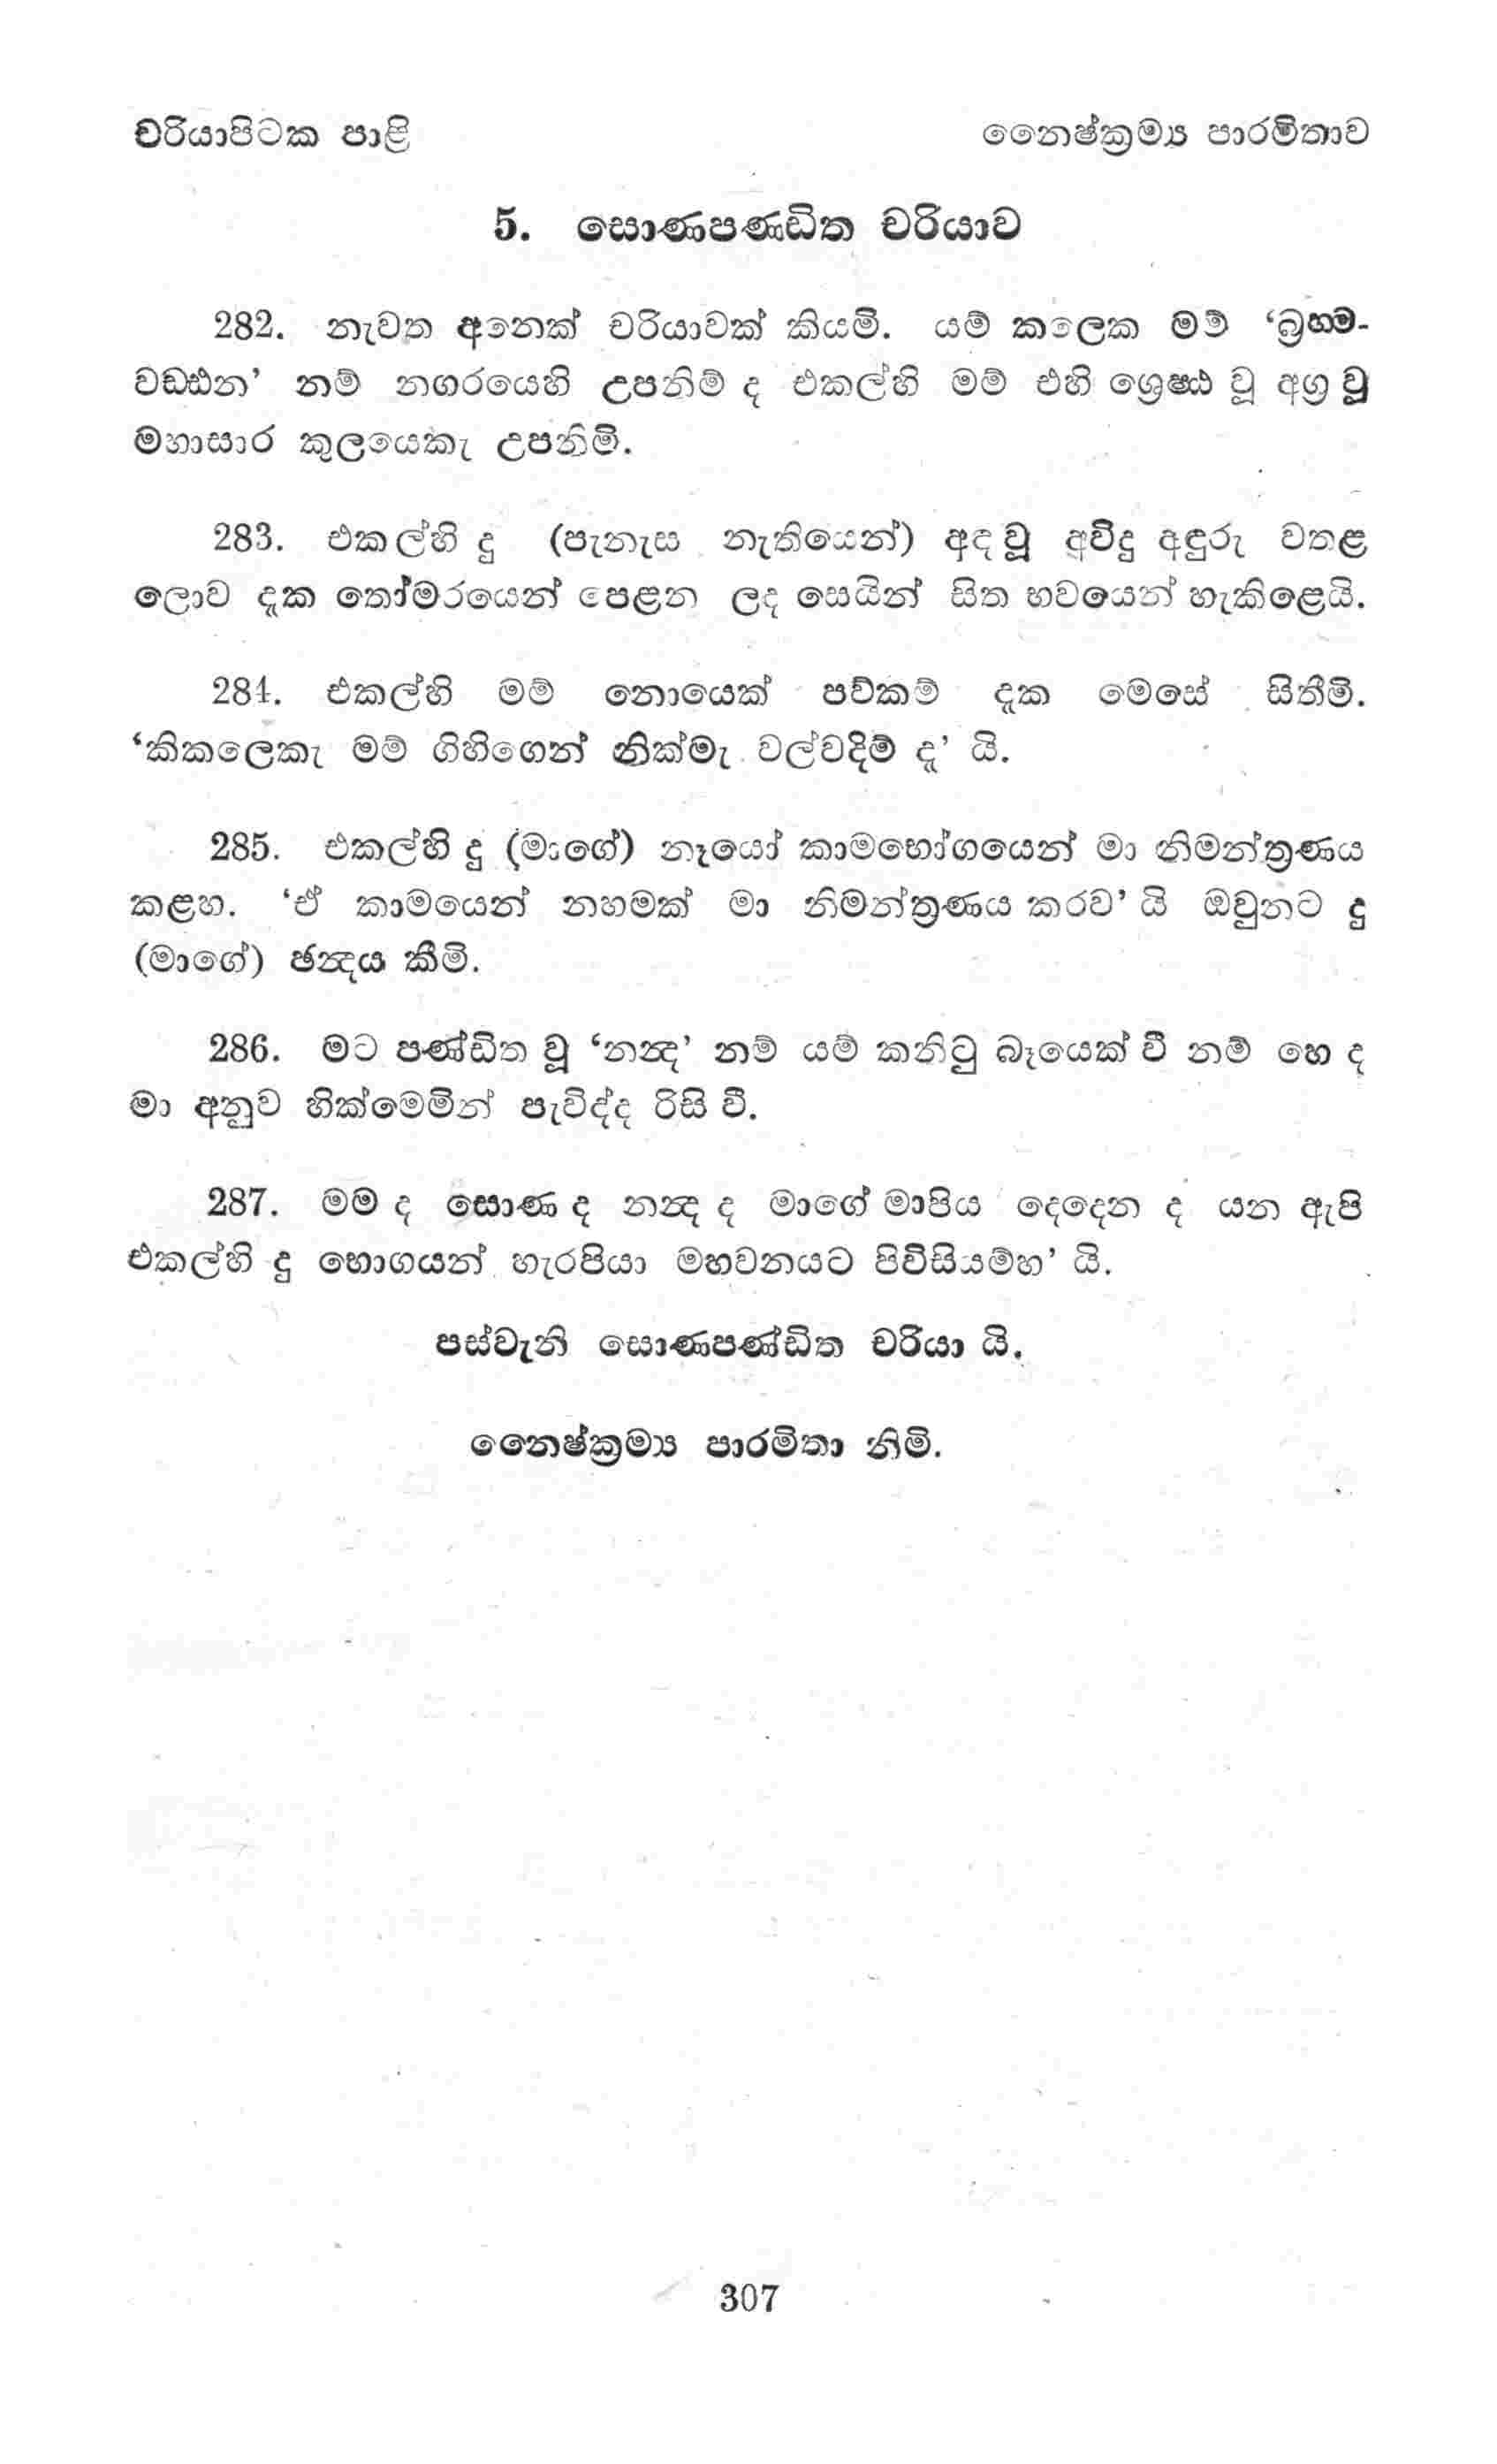 චරියාපිටක පාළි නෛෂ්ක්‍රම්‍ය පාරමිතාව
5. සොණපණ්ඩිත චරියාව
282. නැවත අනෙක් චරියාවක් කියමි. යම් කලෙක මම් ‘බ්‍රහ්ම-
වඩ්ඪන’ නම් නගරයෙහි උපනිම් ද එකල්හි මම් එහි ශ්‍රෙෂ්ඨ වූ අග්‍ර වූ
මහාසාර කුලයෙකැ උපනිමි.
283. එකල්හි දු (පැනැස නැතියෙන්) අඳ වූ අවිදු අඳුරු වතළ
ලොව දැක තෝමරයෙන් පෙළන ලද සෙයින් සිත භවයෙන් හැකිළෙයි.
284. එකල්හි මම් නොයෙක් පව්කම් දැක මෙසේ සිතීමි.
‘කිකලෙකැ මම් ගිහිගෙන් නික්මැ වල්වදිම් දැ’ යි.
285. එකල්හි දු (මාගේ) නෑයෝ කාමභෝගයෙන් මා නිමන්ත්‍රණය
කළහ. ‘ඒ කාමයෙන් නහමක් මා නිමන්ත්‍රණය කරව’ යි ඔවුනට දු
(මාගේ) ඡන්‍දය කීමි.
286. මට පණ්ඩිත වූ ‘නන්‍ද’ නම් යම් කනිටු බෑයෙක් වී නම් හෙ ද
මා අනුව හික්මෙමින් පැවිද්ද රිසි වී.
287. මම ද සොණ ද නන්‍ද ද මාගේ මාපිය දෙදෙන ද යන ඇපි
එකල්හි දු භොගයන් හැරපියා මහවනයට පිවිසියම්හ’ යි.
පස්වැනි සොණපණ්ඩිත චරියා යි.
නෛෂ්ක්‍රම්‍ය පාරමිතා නිමි.
307